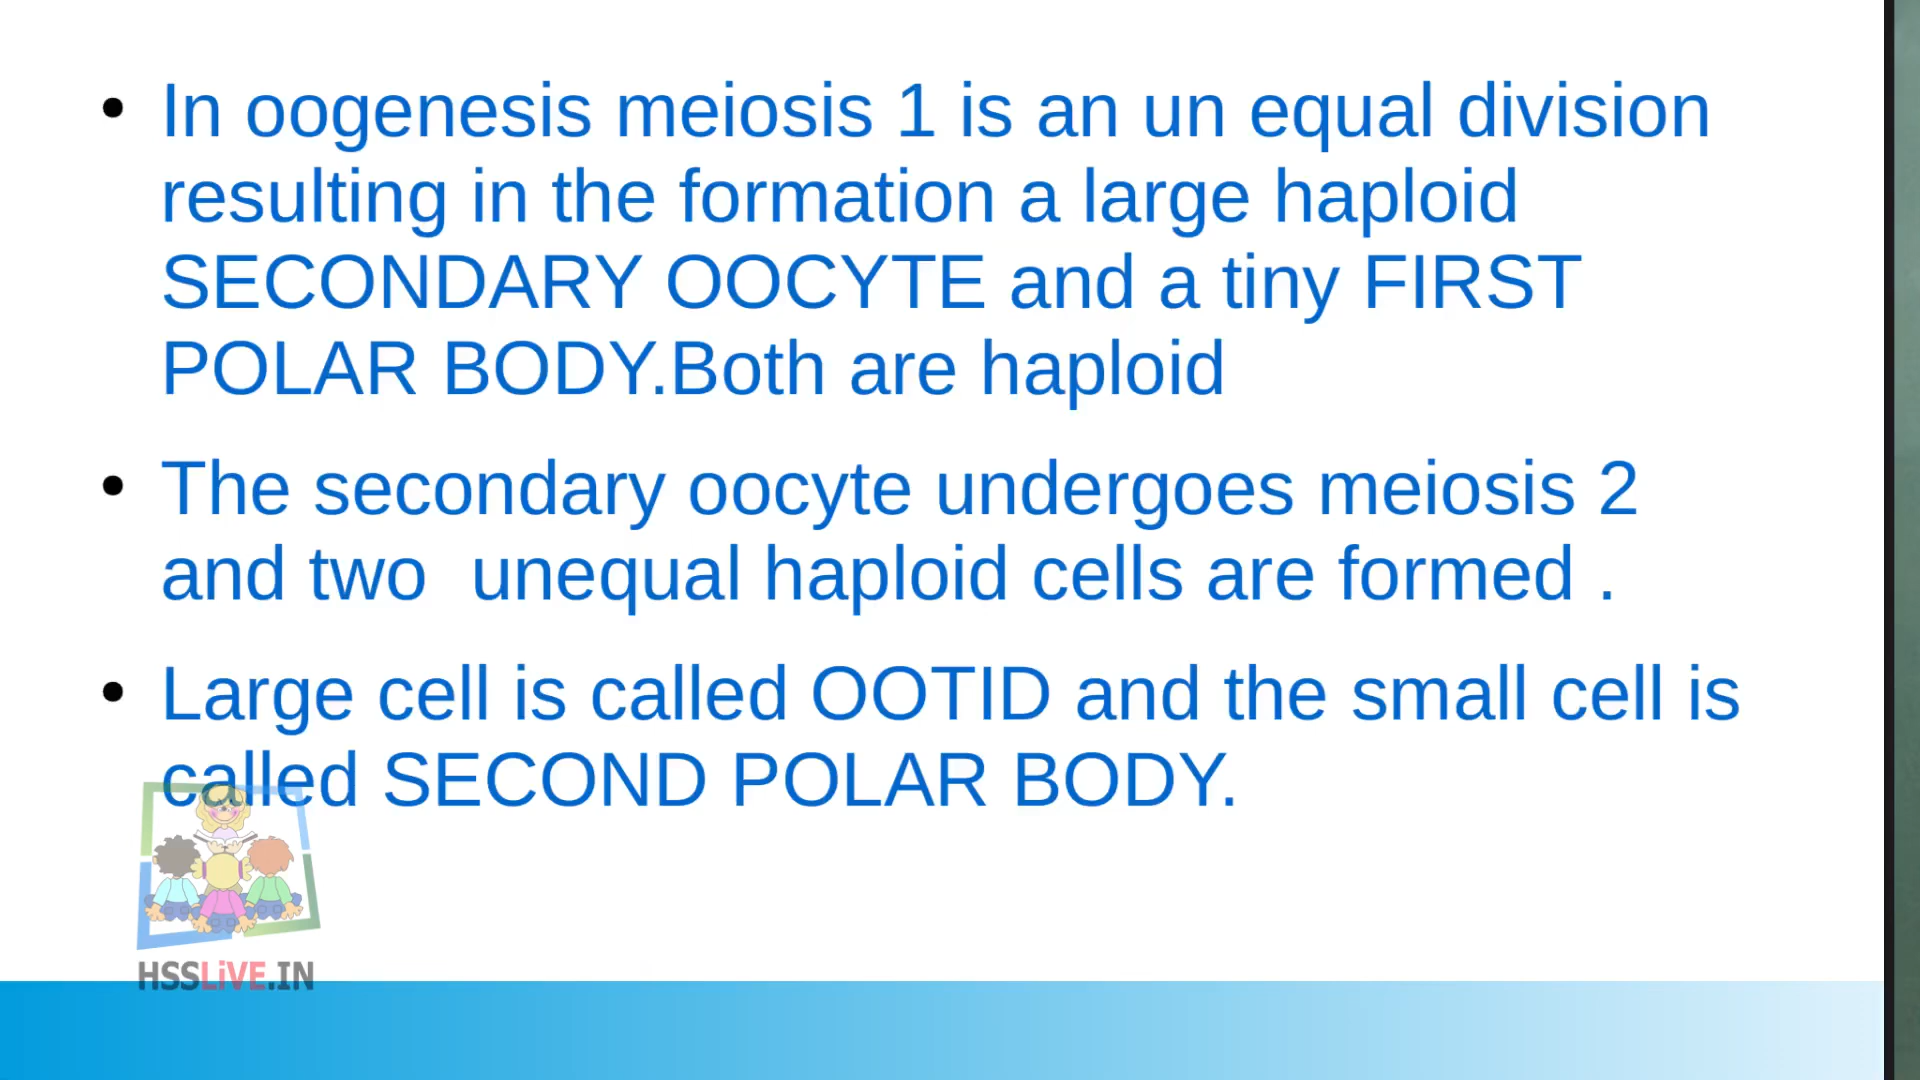 • In oogenesis meiosis 1 is an un equal division
resulting in the formation a large haploid
SECONDARY OOCYTE and a tiny FIRST
POLAR BODY.Both are haploid
• The secondary oocyte undergoes meiosis 2
and two  unequal haploid cells are formed .
• Large cell is called OOTID and the small cell is
called SECOND POLAR BODY.
HSSLiVE.IN